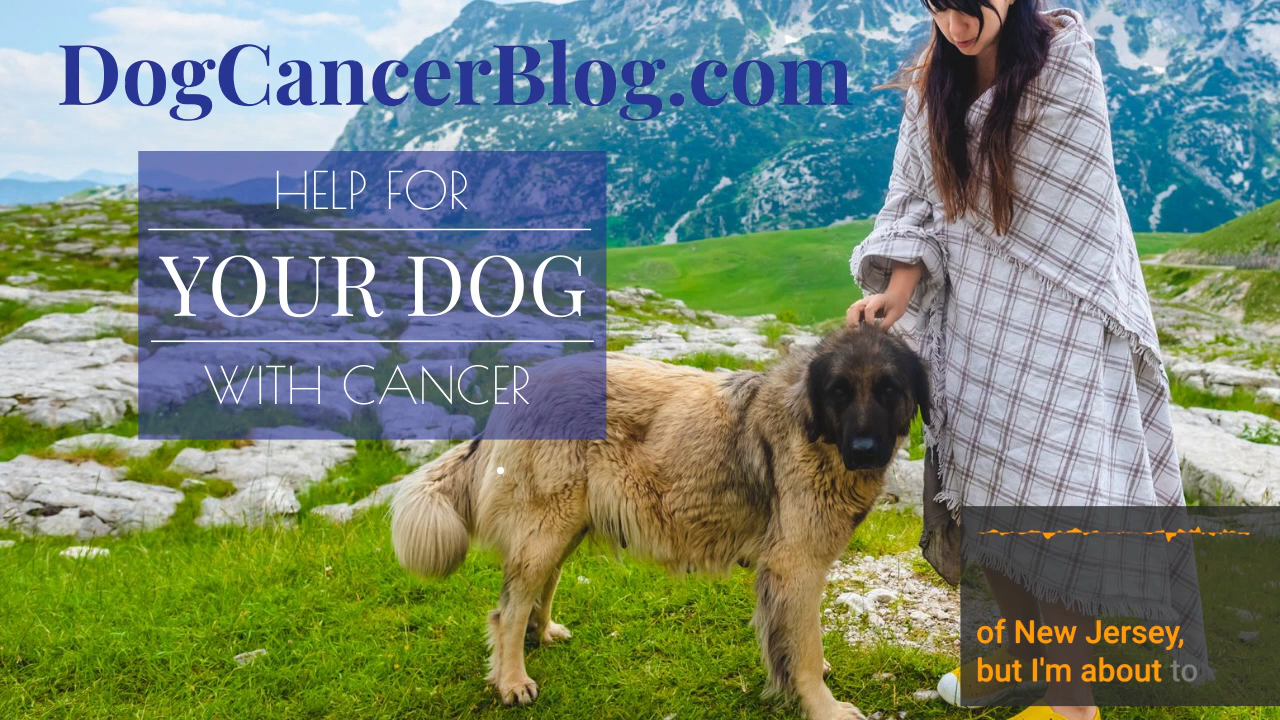 DogCancerBlog.com
HELP FOR
YOUR DOG
WITH CANCER
of New Jersey,
but I'm about to